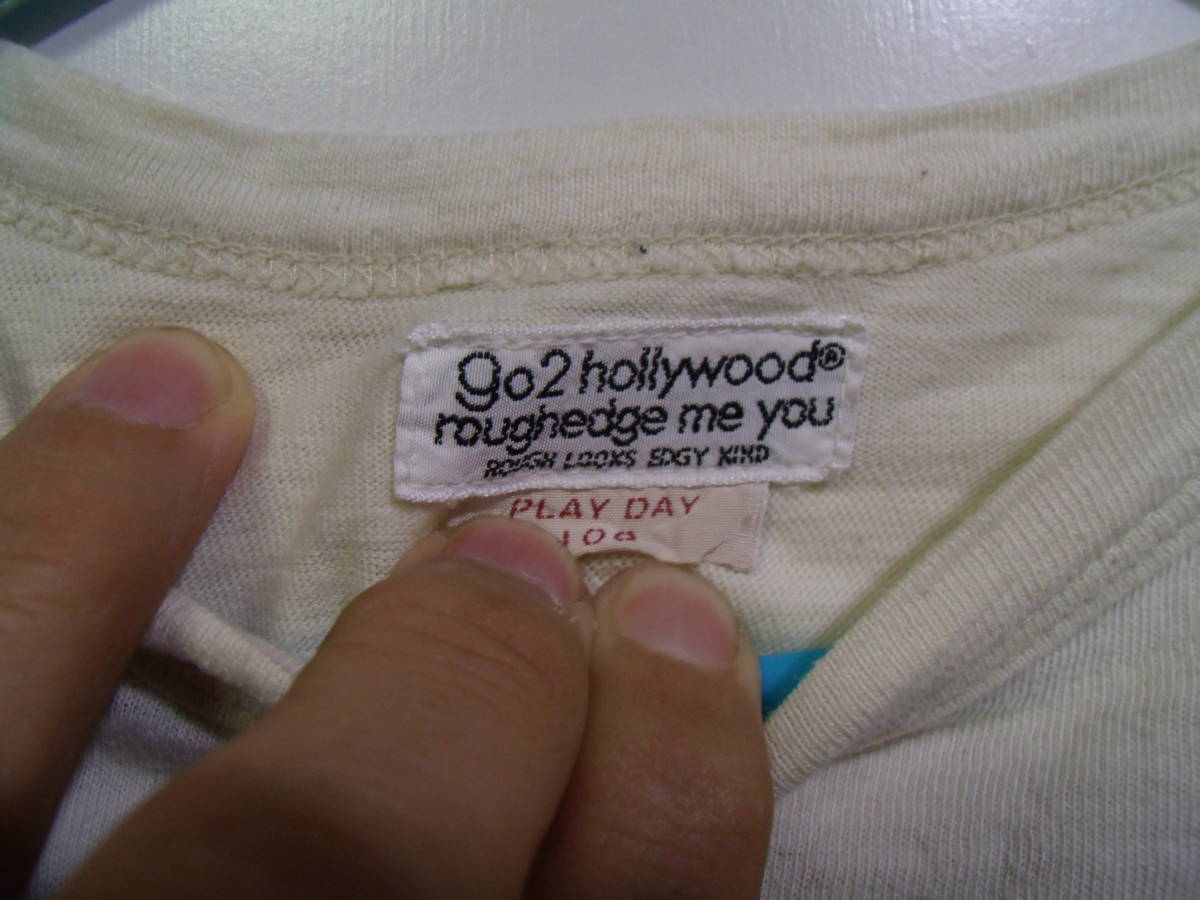 go2 hollywood®
roughedge me you
ROUGH LOOKS EDGY KIND
PLAY DAY